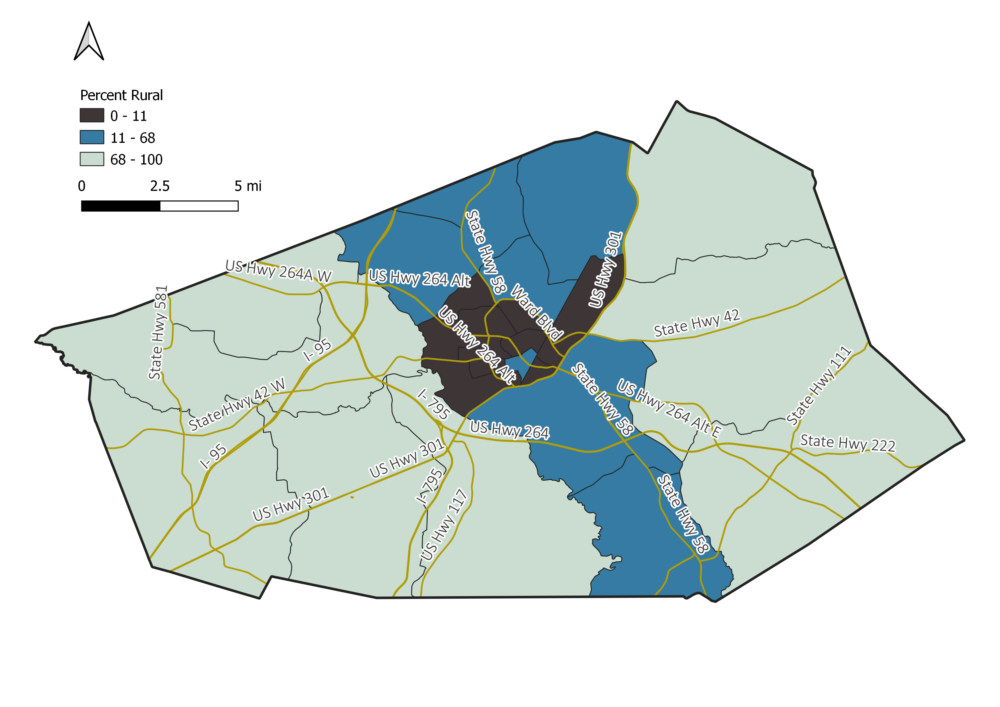 Percent Rural
0 - 11
11 - 68
68 - 100
0 2.5 5 mi
State Hwy 58
US Hwy 301
US Hwy 264A W
US Hwy 264 Alt
State Hwy 581
Ward Blvd
US Hwy 264 Alt
State Hwy 42
I- 95
State Hwy 111
State Hwy 58
US Hwy 264 Alt E
State Hwy 42 W
I- 795
US Hwy 264
State Hwy 222
I- 95
US Hwy 301
I- 795
US Hwy 301
US Hwy 117
State Hwy 58